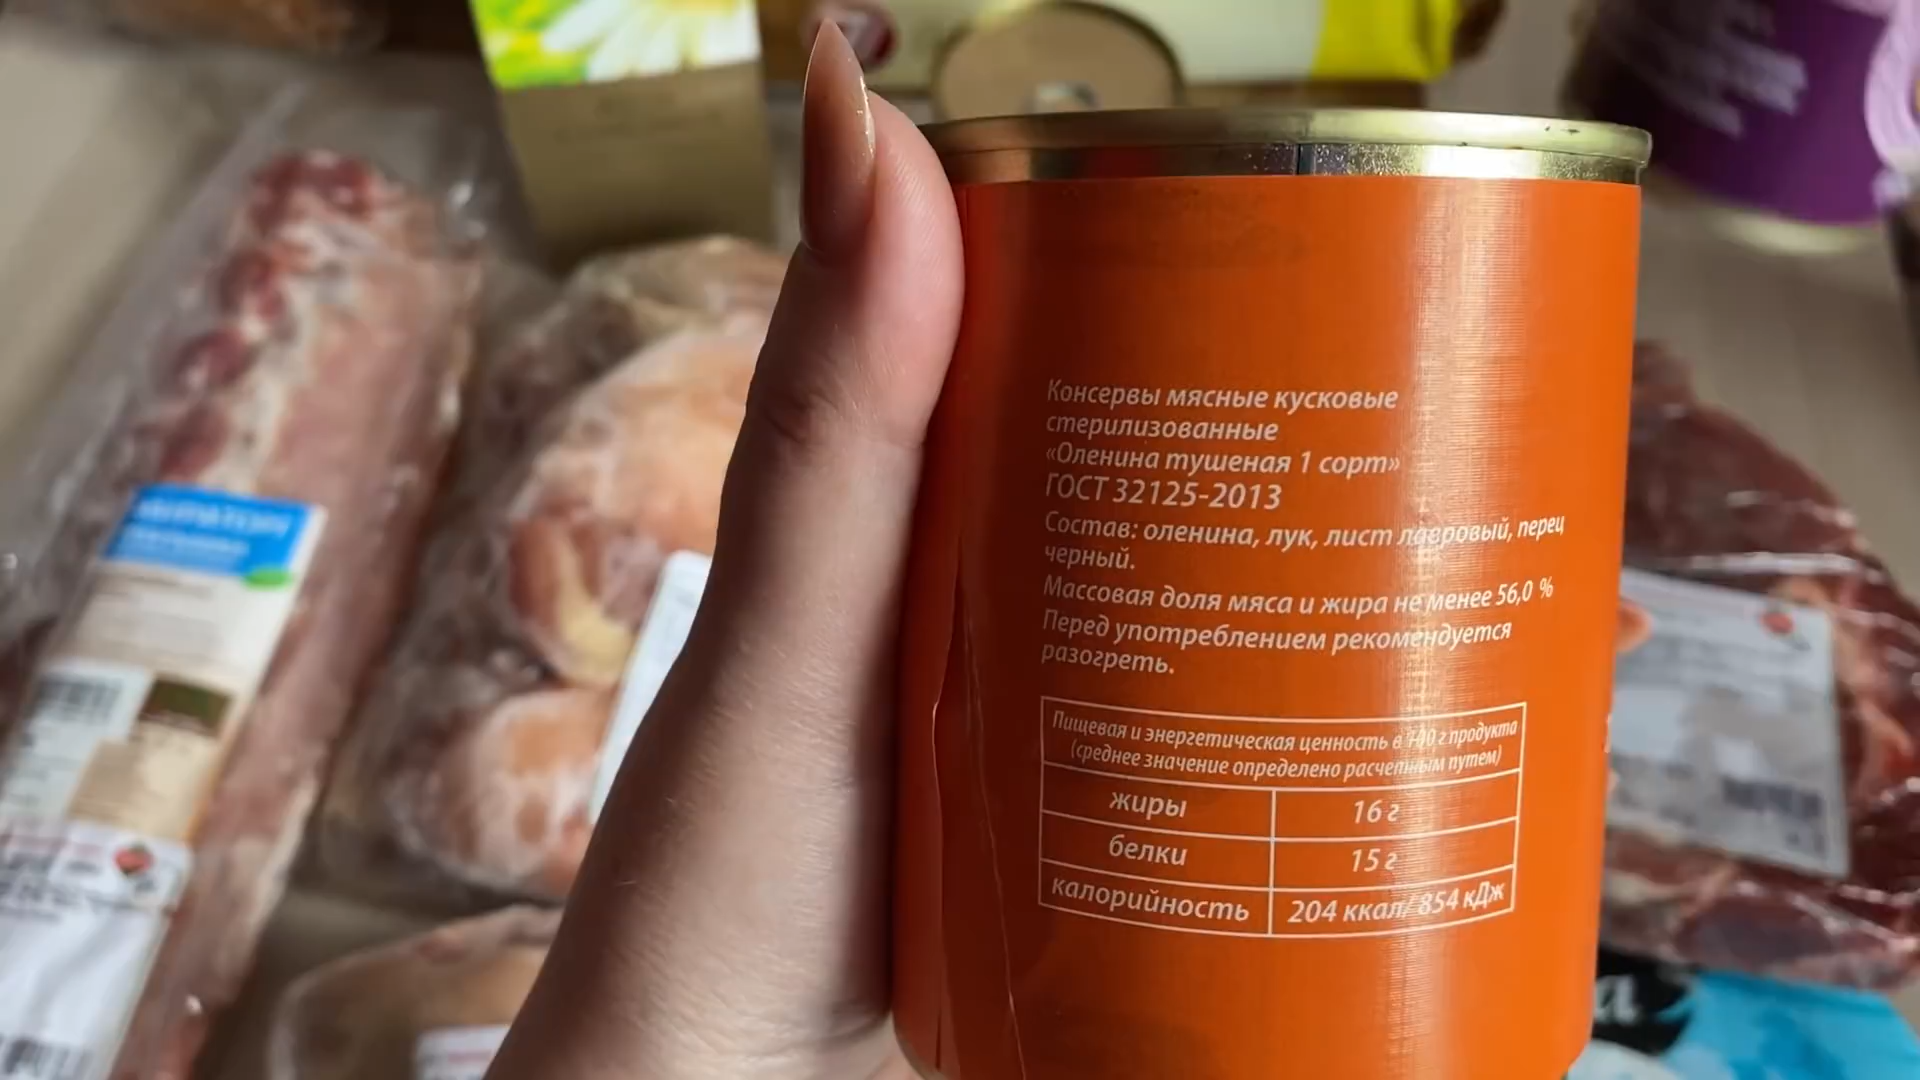 Консервы мясные кусковые
стерилизованные
«Оленина тушеная 1 сорт»
ГОСТ 32125-2013
Состав: оленина, лук, лист лавровый, перец
черный.
Массовая доля мяса и жира не менее 56,0 %
Перед употреблением рекомендуется
разогреть.
Пищевая и энергетическая ценность в 100 г продукта
(среднее значение определено расчетным путем)
жиры 16 г
белки 15 г
калорийность 204 ккал/ 854 кДж